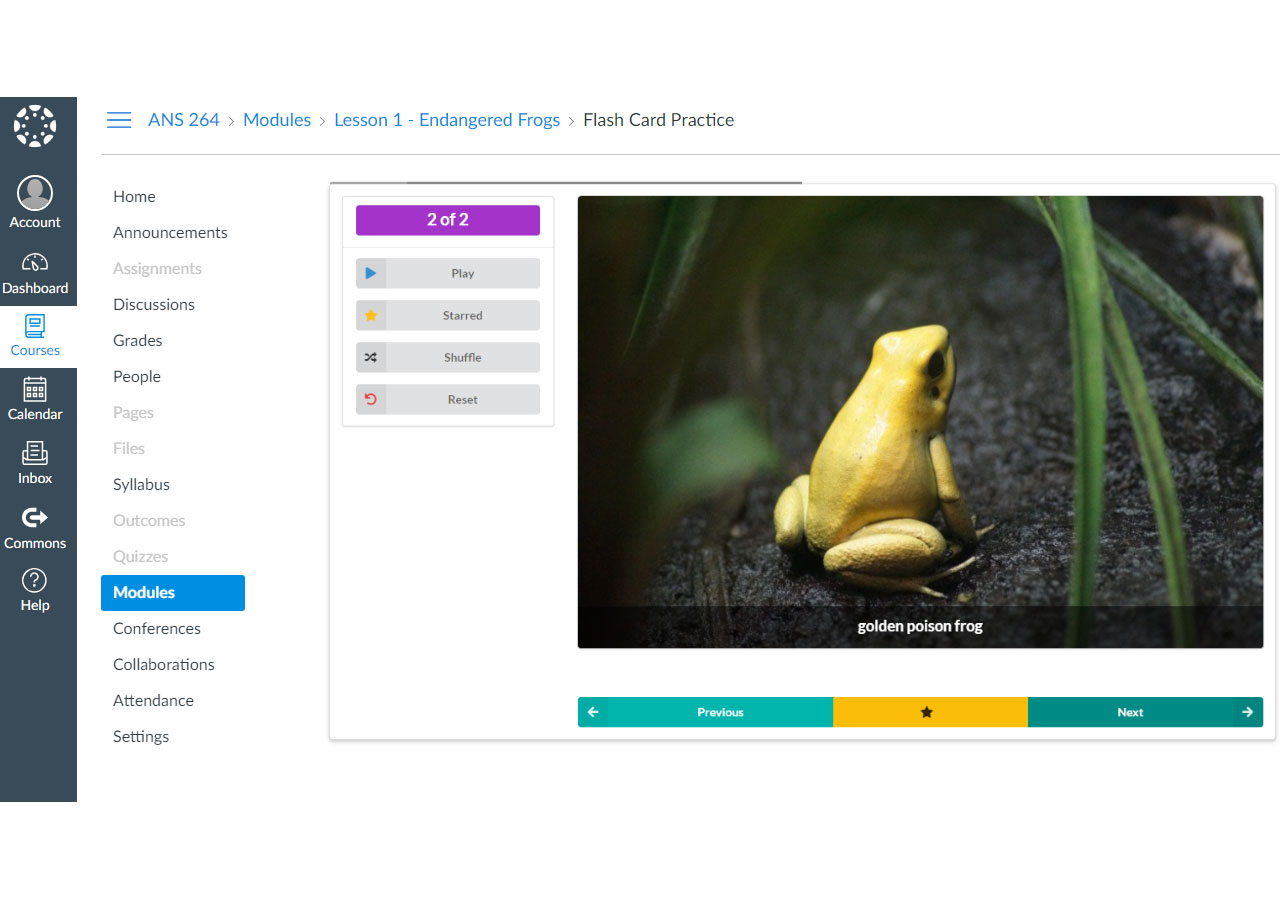 ANS 264 > Modules > Lesson 1 - Endangered Frogs > Flash Card Practice
Account
Dashboard
Courses
Calendar
Inbox
Commons
Help
Home
Announcements
Assignments
Discussions
Grades
People
Pages
Files
Syllabus
Outcomes
Quizzes
Modules
Conferences
Collaborations
Attendance
Settings
2 of 2
Play
Starred
Shuffle
Reset
golden poison frog
Previous
Next